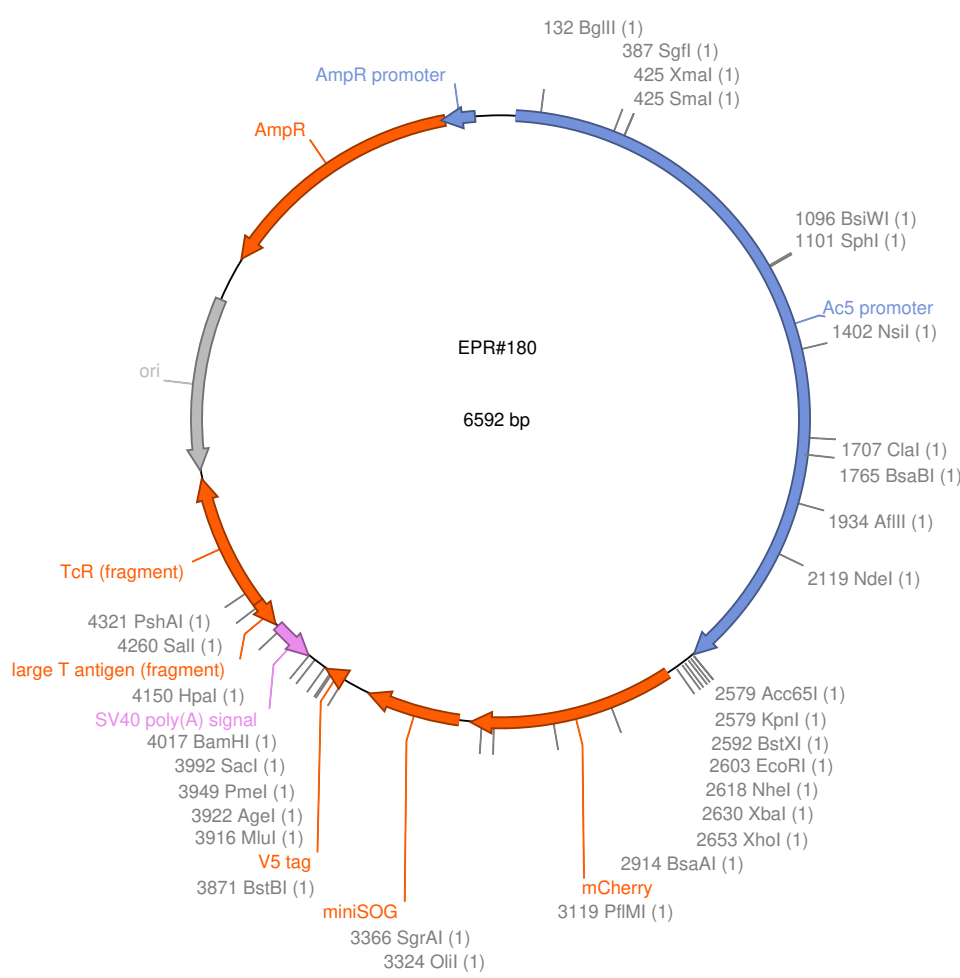 132 BglII (1)
387 SgfI (1)
425 XmaI (1)
425 SmaI (1)
AmpR promoter
AmpR
1096 BsiWI (1)
1101 SphI (1)
Ac5 promoter
1402 NsiI (1)
EPR#180
ori
6592 bp
1707 ClaI (1)
1765 BsaBI (1)
1934 AflII (1)
2119 NdeI (1)
TcR (fragment)
4321 PshAI (1)
4260 SalI (1)
large T antigen (fragment)
4150 HpaI (1)
SV40 poly(A) signal
4017 BamHI (1)
3992 SacI (1)
3949 PmeI (1)
3922 AgeI (1)
3916 MluI (1)
V5 tag
3871 BstBI (1)
2579 Acc65I (1)
2579 KpnI (1)
2592 BstXI (1)
2603 EcoRI (1)
2618 NheI (1)
2630 XbaI (1)
2653 XhoI (1)
2914 BsaAI (1)
mCherry
3119 PflMI (1)
miniSOG
3366 SgrAI (1)
3324 OliI (1)